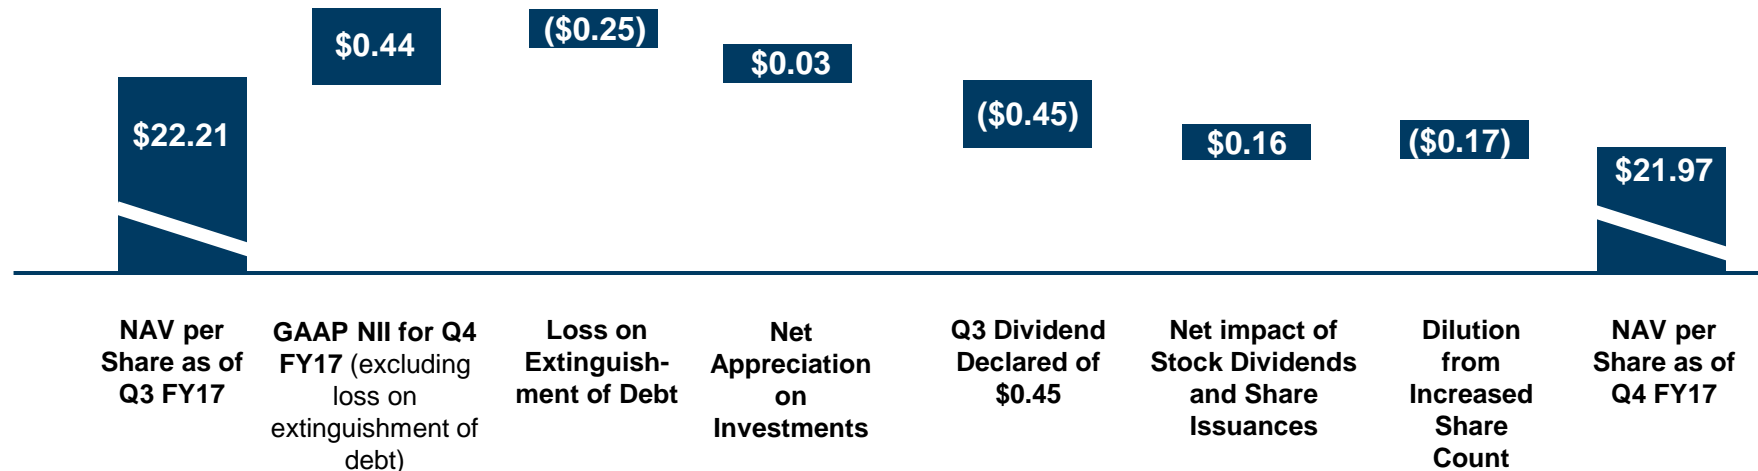 $22.21
$0.44
($0.25)
$0.03
($0.45)
$0.16
($0.17)
$21.97
NAV per
Share as of
Q3 FY17
GAAP NII for Q4
FY17 (excluding
loss on
extinguishment of
debt)
Loss on
Extinguish-
ment of Debt
Net
Appreciation
on
Investments
Q3 Dividend
Declared of
$0.45
Net impact of
Stock Dividends
and Share
Issuances
Dilution
from
Increased
Share
Count
NAV per
Share as of
Q4 FY17